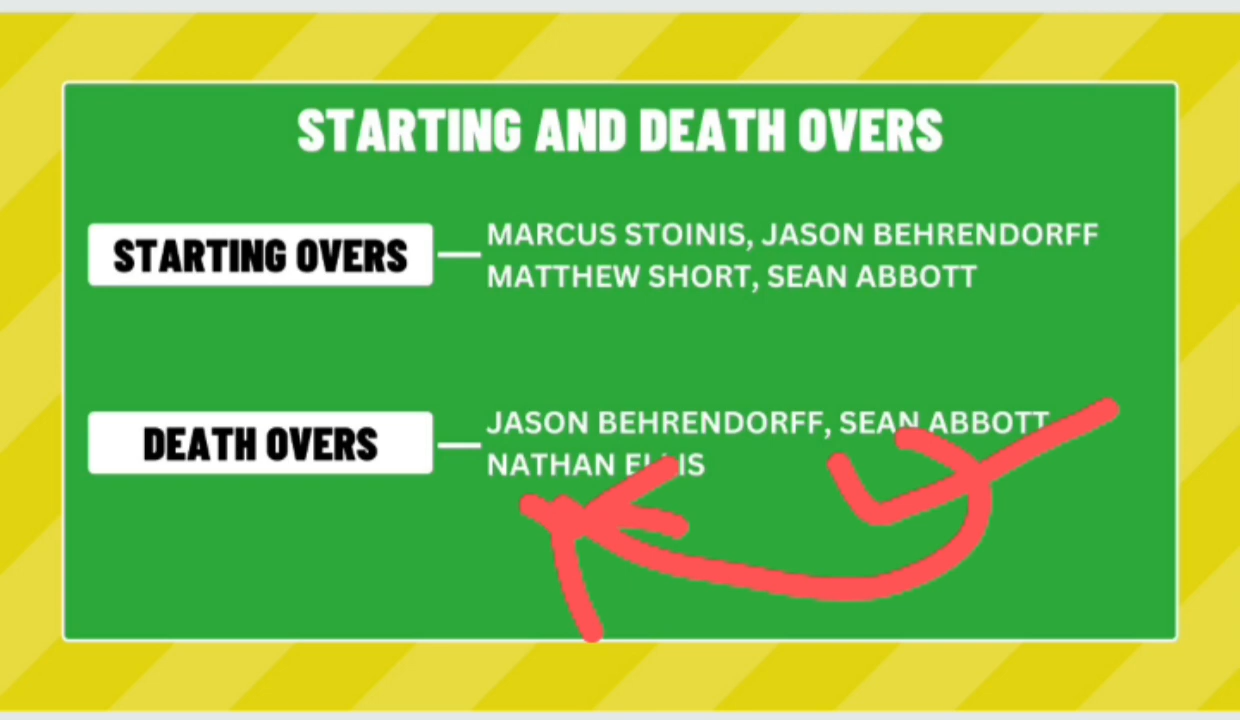 STARTING AND DEATH OVERS
STARTING OVERS
MARCUS STOINIS, JASON BEHRENDORFF
MATTHEW SHORT, SEAN ABBOTT
DEATH OVERS
JASON BEHRENDORFF, SEAN ABBOTT
NATHAN ELLIS